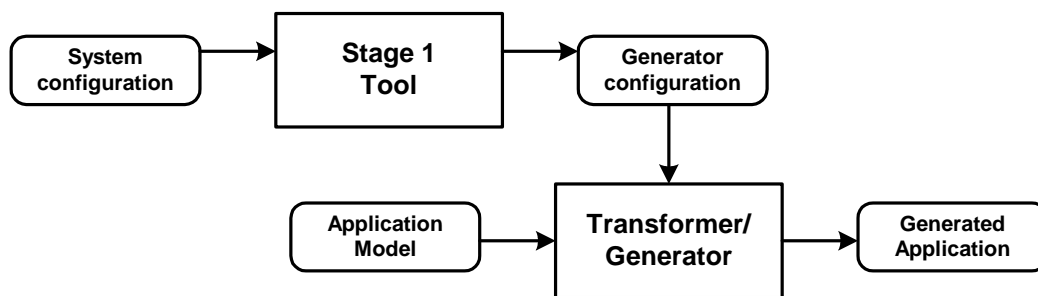 System
configuration
Stage 1
Tool
Generator
configuration
Application
Model
Transformer/
Generator
Generated
Application